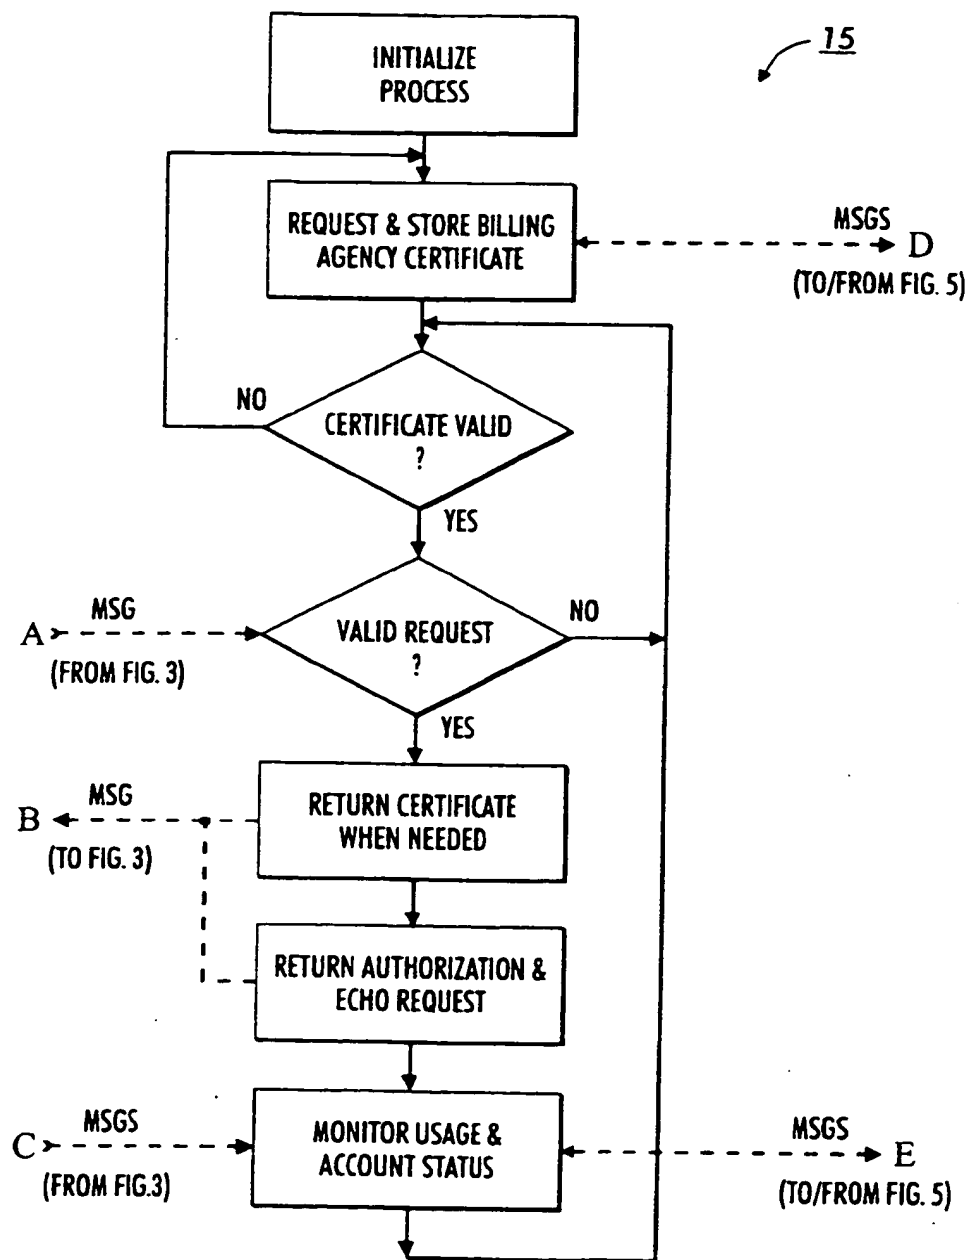 15
INITIALIZE
PROCESS
REQUEST & STORE BILLING
AGENCY CERTIFICATE
MSGS
D
(TO/FROM FIG. 5)
NO
CERTIFICATE VALID
?
YES
MSG
A
(FROM FIG. 3)
VALID REQUEST
?
NO
YES
MSG
B
(TO FIG. 3)
RETURN CERTIFICATE
WHEN NEEDED
RETURN AUTHORIZATION &
ECHO REQUEST
MSGS
C
(FROM FIG.3)
MONITOR USAGE &
ACCOUNT STATUS
MSGS
E
(TO/FROM FIG. 5)